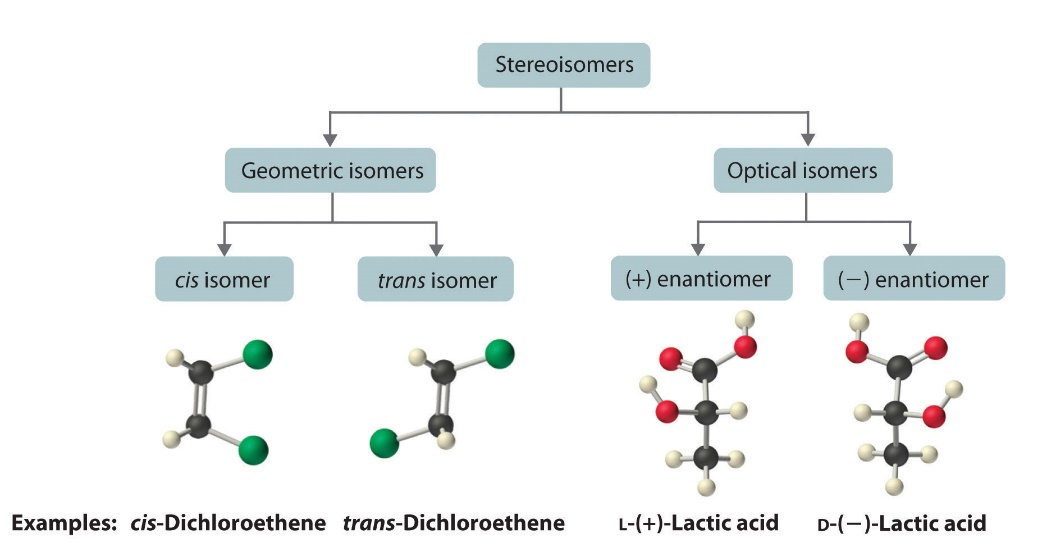 Stereoisomers
Geometric isomers
Optical isomers
cis isomer
trans isomer
(+) enantiomer
(−) enantiomer
Examples: cis-Dichloroethene trans-Dichloroethene L-(+)-Lactic acid D-(−)-Lactic acid